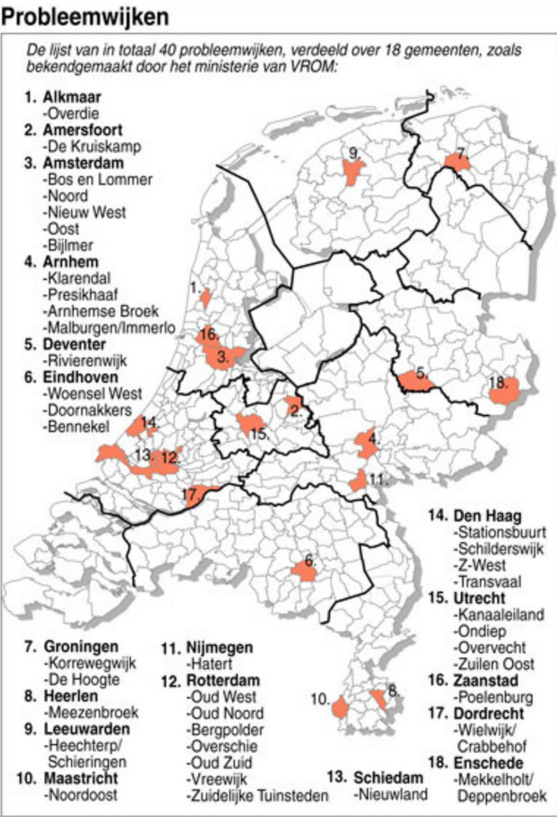 Probleemwijken
De lijst van in totaal 40 probleemwijken, verdeeld over 18 gemeenten, zoals
bekendgemaakt door het ministerie van VROM:
1. Alkmaar
-Overdie
2. Amersfoort
-De Kruiskamp
3. Amsterdam
-Bos en Lommer
-Noord
-Nieuw West
-Oost
-Bijlmer
4. Arnhem
-Klarendal
-Presikhaaf
-Arnhemse Broek
-Malburgen/Immerlo
5. Deventer
-Rivierenwijk
6. Eindhoven
-Woensel West
-Doornakkers
-Bennekel
9.
7.
1.
16.
3.
5.
18.
2.
14.
15.
4.
13.
12.
11.
17.
6.
10.
8.
7. Groningen
-Korrewegwijk
-De Hoogte
8. Heerlen
-Meezenbroek
9. Leeuwarden
-Heechterp/
Schieringen
10. Maastricht
-Noordoost
11. Nijmegen
-Hatert
12. Rotterdam
-Oud West
-Oud Noord
-Bergpolder
-Overschie
-Oud Zuid
-Vreewijk
-Zuidelijke Tuinsteden
13. Schiedam
-Nieuwland
14. Den Haag
-Stationsbuurt
-Schilderswijk
-Z-West
-Transvaal
15. Utrecht
-Kanaaleiland
-Ondiep
-Overvecht
-Zuilen Oost
16. Zaanstad
-Poelenburg
17. Dordrecht
-Wielwijk/
Crabbehof
18. Enschede
-Mekkelholt/
Deppenbroek